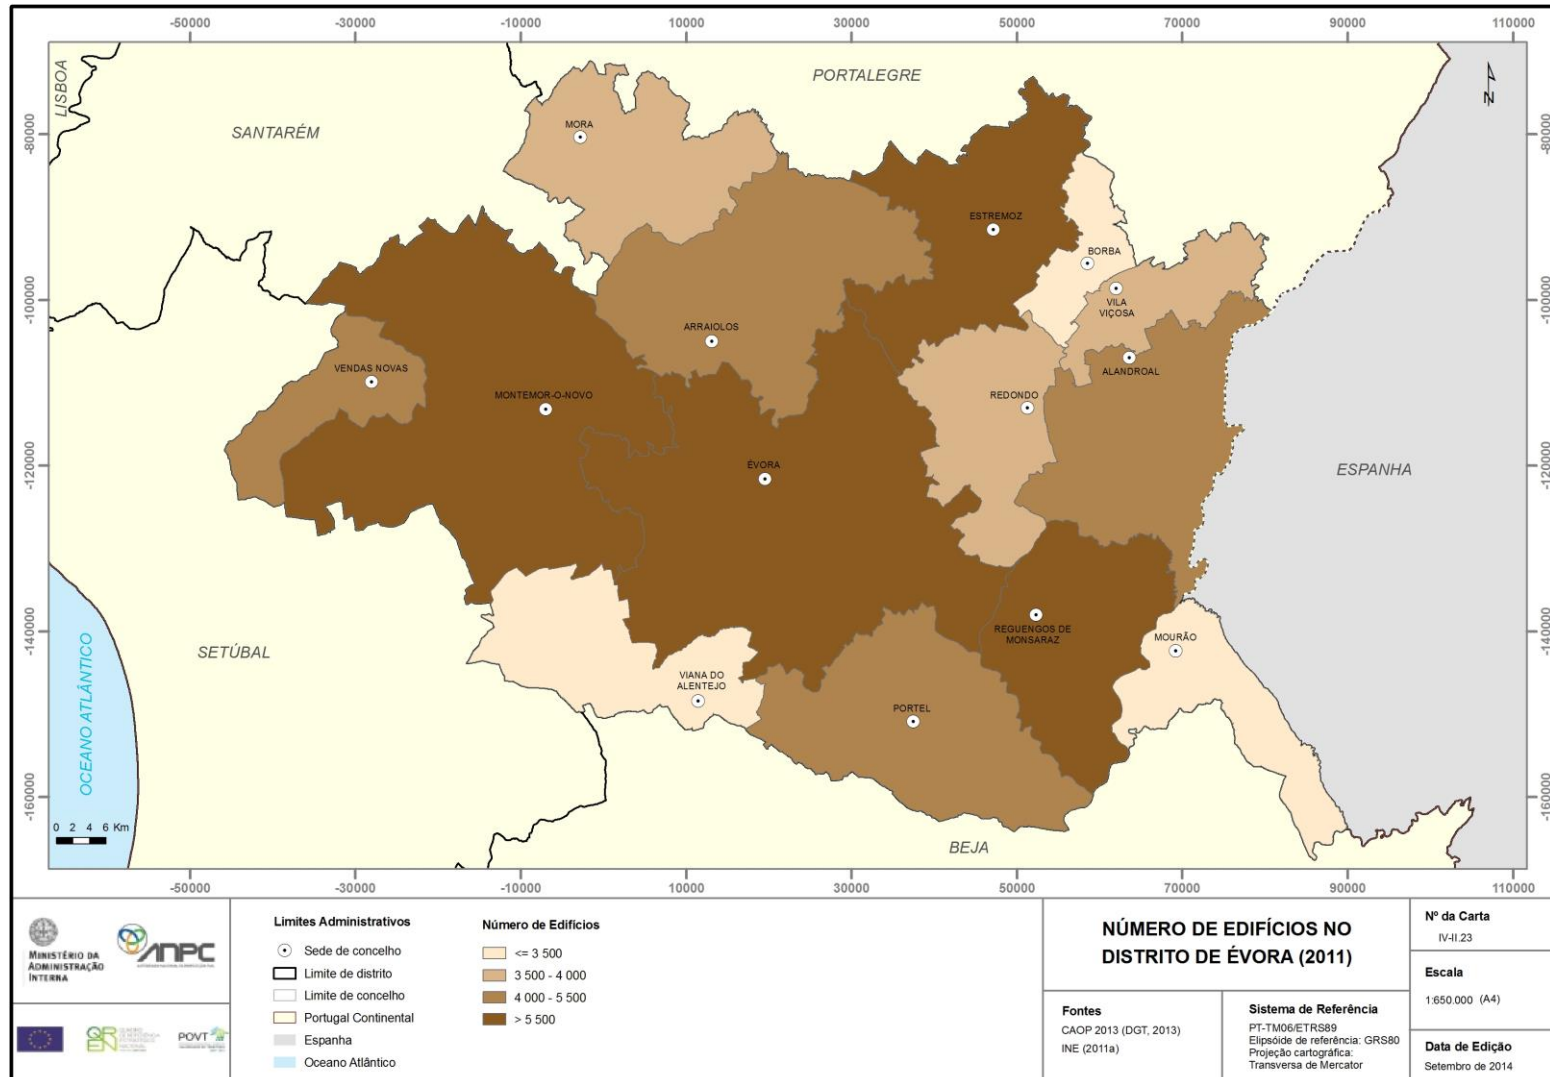 -50000 -30000 -10000 10000 30000 50000 70000 90000 110000
-80000
-100000
-120000
-140000
-160000
-80000
-100000
-120000
-140000
-160000
LISBOA
SANTARÉM
PORTALEGRE
MORA
ESTREMOZ
BORBA
VILA
VIÇOSA
ARRAIOLOS
ALANDROAL
VENDAS NOVAS
MONTEMOR-O-NOVO
REDONDO
ÉVORA
ESPANHA
REGUENGOS DE
MONSARAZ
MOURÃO
SETÚBAL
VIANA DO
ALENTEJO
PORTEL
OCEANO ATLÂNTICO
BEJA
0 2 4 6 Km
N
-50000 -30000 -10000 10000 30000 50000 70000 90000 110000
MINISTÉRIO DA
ADMINISTRAÇÃO
INTERNA
ANPC
QREN
POVT
Limites Administrativos
Sede de concelho
Limite de distrito
Limite de concelho
Portugal Continental
Espanha
Oceano Atlântico
Número de Edifícios
<= 3 500
3 500 - 4 000
4 000 - 5 500
> 5 500
NÚMERO DE EDIFÍCIOS NO
DISTRITO DE ÉVORA (2011)
Fontes
CAOP 2013 (DGT, 2013)
INE (2011a)
Sistema de Referência
PT-TM06/ETRS89
Elipsóide de referência: GRS80
Projeção cartográfica:
Transversa de Mercator
Nº da Carta
IV-II.23
Escala
1:650.000 (A4)
Data de Edição
Setembro de 2014